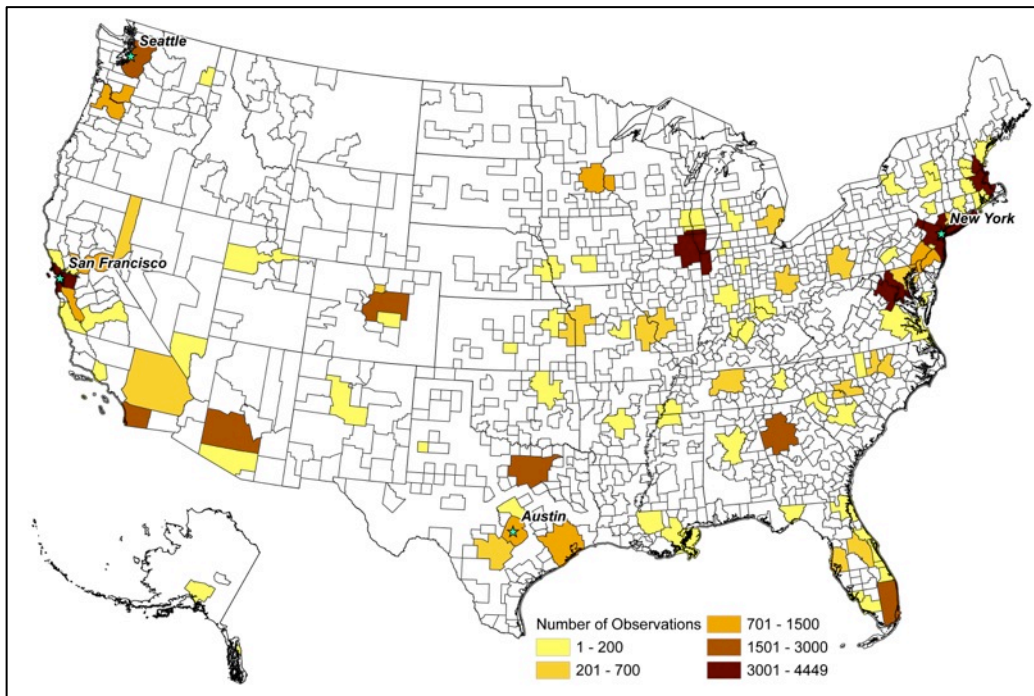 Seattle
New York
San Francisco
Austin
Number of Observations
1 - 200
201 - 700
701 - 1500
1501 - 3000
3001 - 4449